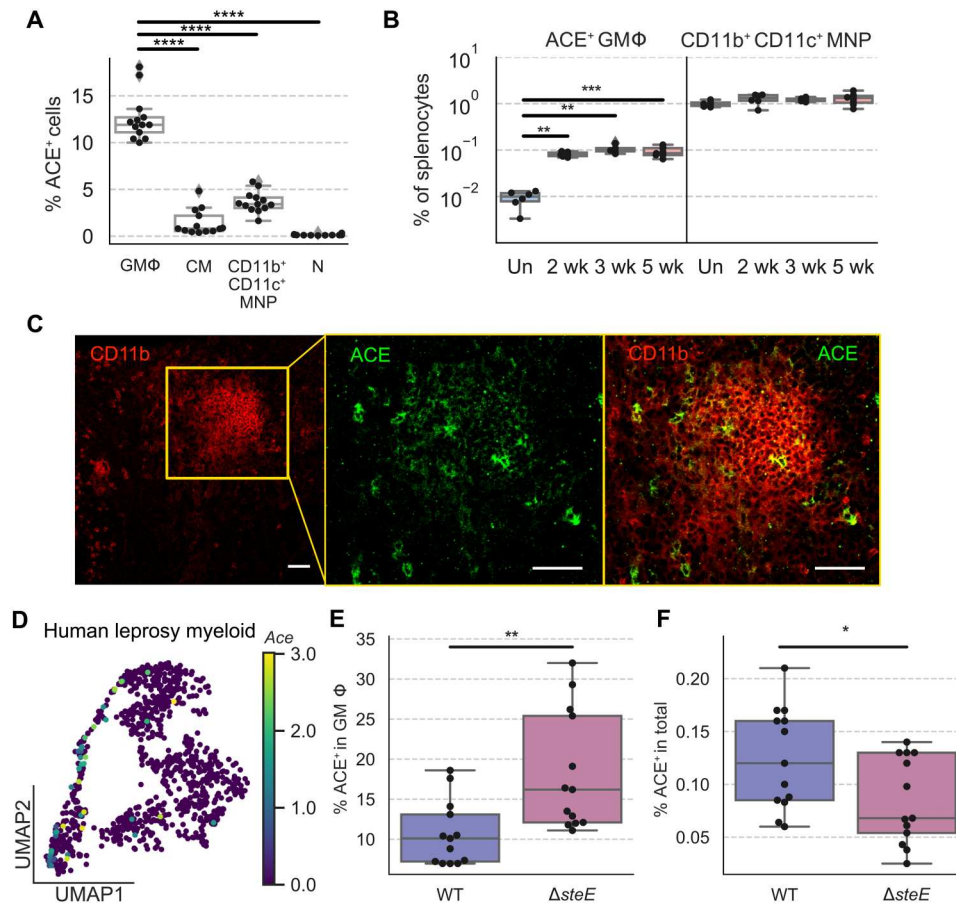 A
****
****
****
% ACE⁺ cells
15
10
5
0
GMΦ
CM
CD11b⁺
CD11c⁺
MNP
N
B
ACE⁺ GMΦ
CD11b⁺ CD11c⁺ MNP
% of splenocytes
10¹
10⁰
10⁻¹
10⁻²
***
**
**
Un 2 wk 3 wk 5 wk
Un 2 wk 3 wk 5 wk
C
CD11b
ACE
CD11b
ACE
D
Human leprosy myeloid
Ace
3.0
2.0
1.0
0.0
UMAP2
UMAP1
E
**
% ACE⁺ in GM Φ
35
30
25
20
15
10
WT
ΔsteE
F
*
% ACE⁺ in total
0.20
0.15
0.10
0.05
WT
ΔsteE